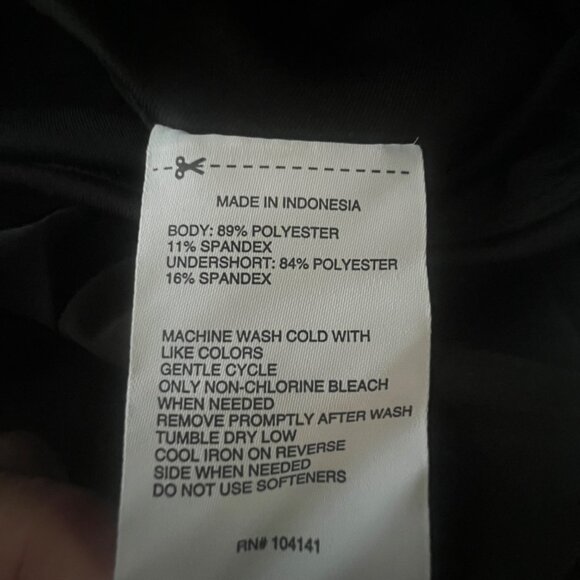 MADE IN INDONESIA
BODY: 89% POLYESTER
11% SPANDEX
UNDERSHORT: 84% POLYESTER
16% SPANDEX
MACHINE WASH COLD WITH
LIKE COLORS
GENTLE CYCLE
ONLY NON-CHLORINE BLEACH
WHEN NEEDED
REMOVE PROMPTLY AFTER WASH
TUMBLE DRY LOW
COOL IRON ON REVERSE
SIDE WHEN NEEDED
DO NOT USE SOFTENERS
RN# 104141